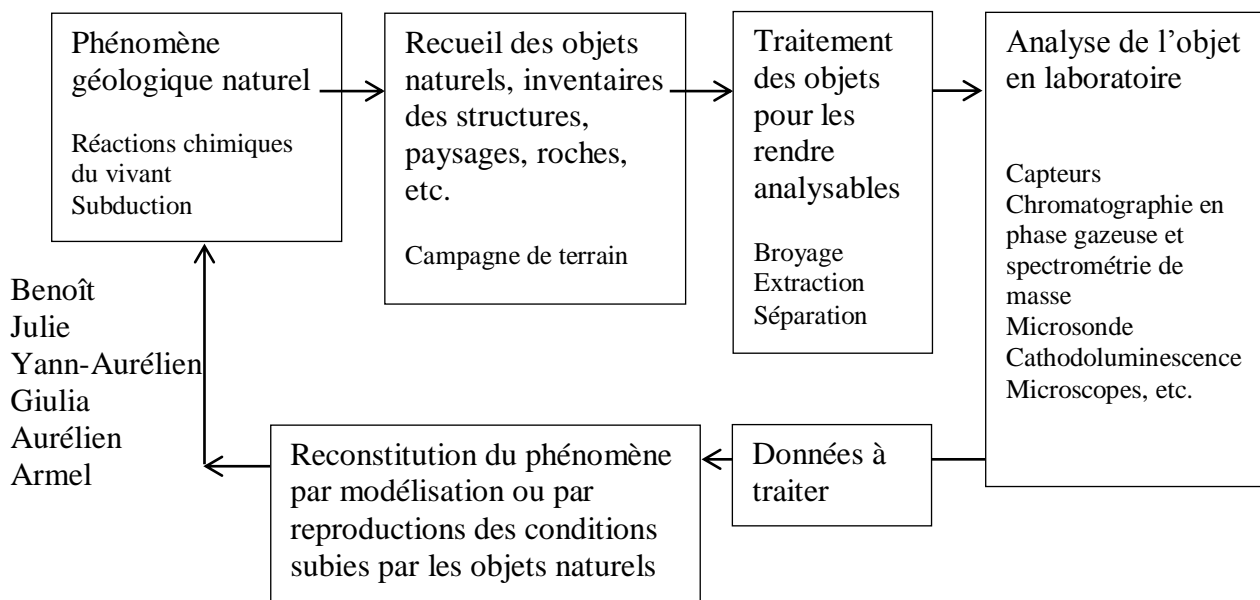 Phénomène
géologique naturel
Réactions chimiques
du vivant
Subduction
Recueil des objets
naturels, inventaires
des structures,
paysages, roches,
etc.
Campagne de terrain
Traitement
des objets
pour les
rendre
analysables
Broyage
Extraction
Séparation
Analyse de l’objet
en laboratoire
Capteurs
Chromatographie en
phase gazeuse et
spectrométrie de
masse
Microsonde
Cathodoluminescence
Microscopes, etc.
Données à
traiter
Reconstitution du phénomène
par modélisation ou par
reproductions des conditions
subies par les objets naturels
Benoît
Julie
Yann-Aurélien
Giulia
Aurélien
Armel